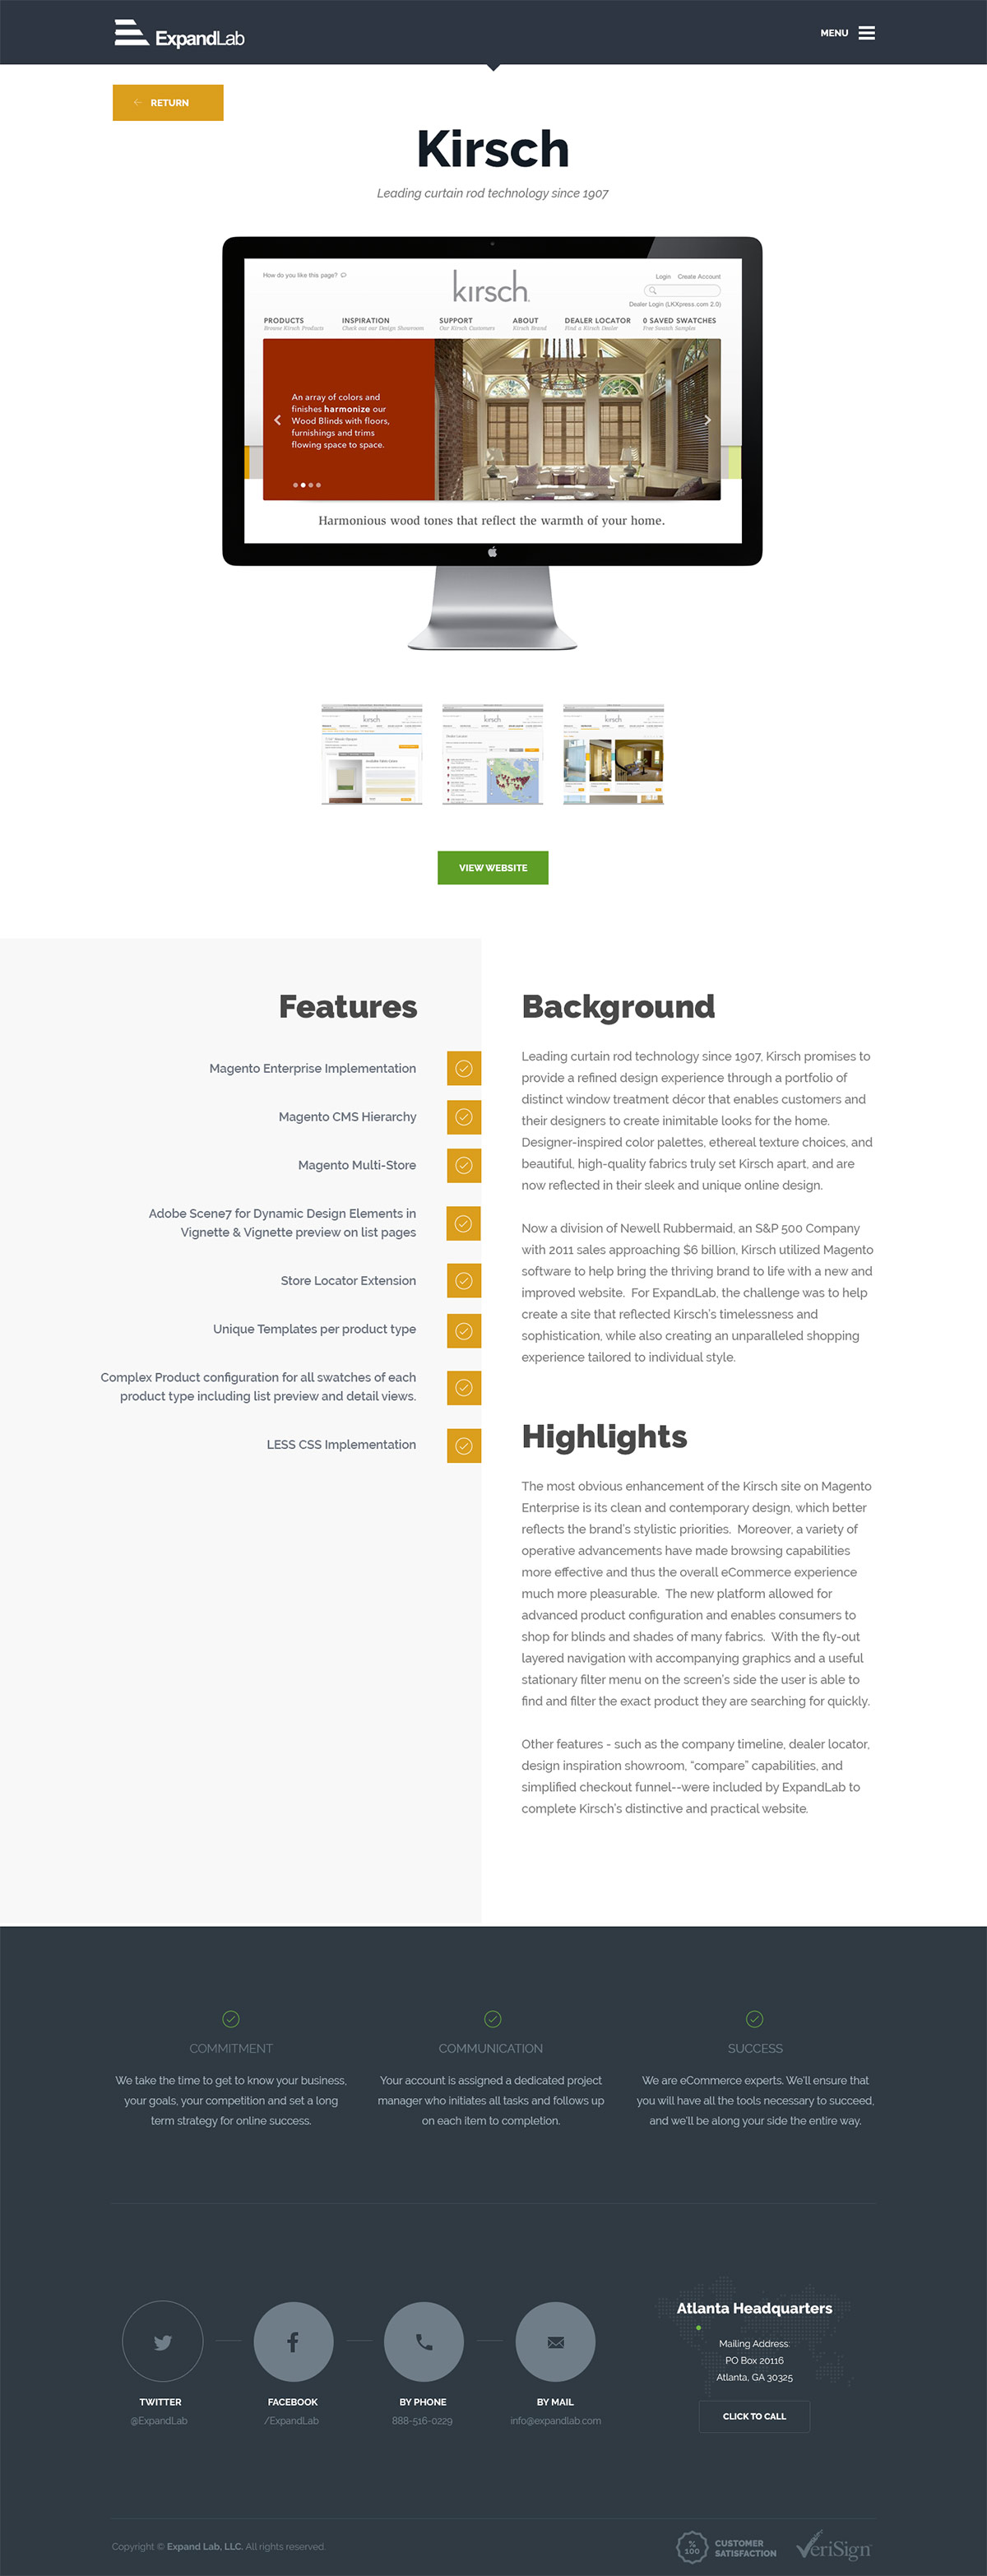 ExpandLab
MENU
RETURN
Kirsch
Leading curtain rod technology since 1907
How do you like this page?
kirsch
Login Create Account
Dealer Login (LKXpress.com 2.0)
PRODUCTS INSPIRATION SUPPORT ABOUT DEALER LOCATOR 0 SAVED SWATCHES
Browse Kirsch Products Check out our Design Showroom Our Kirsch Customers Kirsch Brand Find a Kirsch Dealer Free Swatch Samples
An array of colors and
finishes harmonize our
Wood Blinds with floors,
furnishings and trims
flowing space to space.
Harmonious wood tones that reflect the warmth of your home.
kirsch
kirsch
Dealer Locator
kirsch
VIEW WEBSITE
Features
Magento Enterprise Implementation
Magento CMS Hierarchy
Magento Multi-Store
Adobe Scene7 for Dynamic Design Elements in
Vignette & Vignette preview on list pages
Store Locator Extension
Unique Templates per product type
Complex Product configuration for all swatches of each
product type including list preview and detail views.
LESS CSS Implementation
Background
Leading curtain rod technology since 1907, Kirsch promises to
provide a refined design experience through a portfolio of
distinct window treatment décor that enables customers and
their designers to create inimitable looks for the home.
Designer-inspired color palettes, ethereal texture choices, and
beautiful, high-quality fabrics truly set Kirsch apart, and are
now reflected in their sleek and unique online design.
Now a division of Newell Rubbermaid, an S&P 500 Company
with 2011 sales approaching $6 billion, Kirsch utilized Magento
software to help bring the thriving brand to life with a new and
improved website. For ExpandLab, the challenge was to help
create a site that reflected Kirsch's timelessness and
sophistication, while also creating an unparalleled shopping
experience tailored to individual style.
Highlights
The most obvious enhancement of the Kirsch site on Magento
Enterprise is its clean and contemporary design, which better
reflects the brand's stylistic priorities. Moreover, a variety of
operative advancements have made browsing capabilities
more effective and thus the overall eCommerce experience
much more pleasurable. The new platform allowed for
advanced product configuration and enables consumers to
shop for blinds and shades of many fabrics. With the fly-out
layered navigation with accompanying graphics and a useful
stationary filter menu on the screen's side the user is able to
find and filter the exact product they are searching for quickly.
Other features - such as the company timeline, dealer locator,
design inspiration showroom, “compare” capabilities, and
simplified checkout funnel--were included by ExpandLab to
complete Kirsch's distinctive and practical website.
COMMITMENT
We take the time to get to know your business,
your goals, your competition and set a long
term strategy for online success.
COMMUNICATION
Your account is assigned a dedicated project
manager who initiates all tasks and follows up
on each item to completion.
SUCCESS
We are eCommerce experts. We'll ensure that
you will have all the tools necessary to succeed,
and we'll be along your side the entire way.
TWITTER
@ExpandLab
FACEBOOK
/ExpandLab
BY PHONE
888-516-0229
BY MAIL
info@expandlab.com
Atlanta Headquarters
Mailing Address:
PO Box 20116
Atlanta, GA 30325
CLICK TO CALL
Copyright © Expand Lab, LLC. All rights reserved.
%
100
CUSTOMER
SATISFACTION
VeriSign